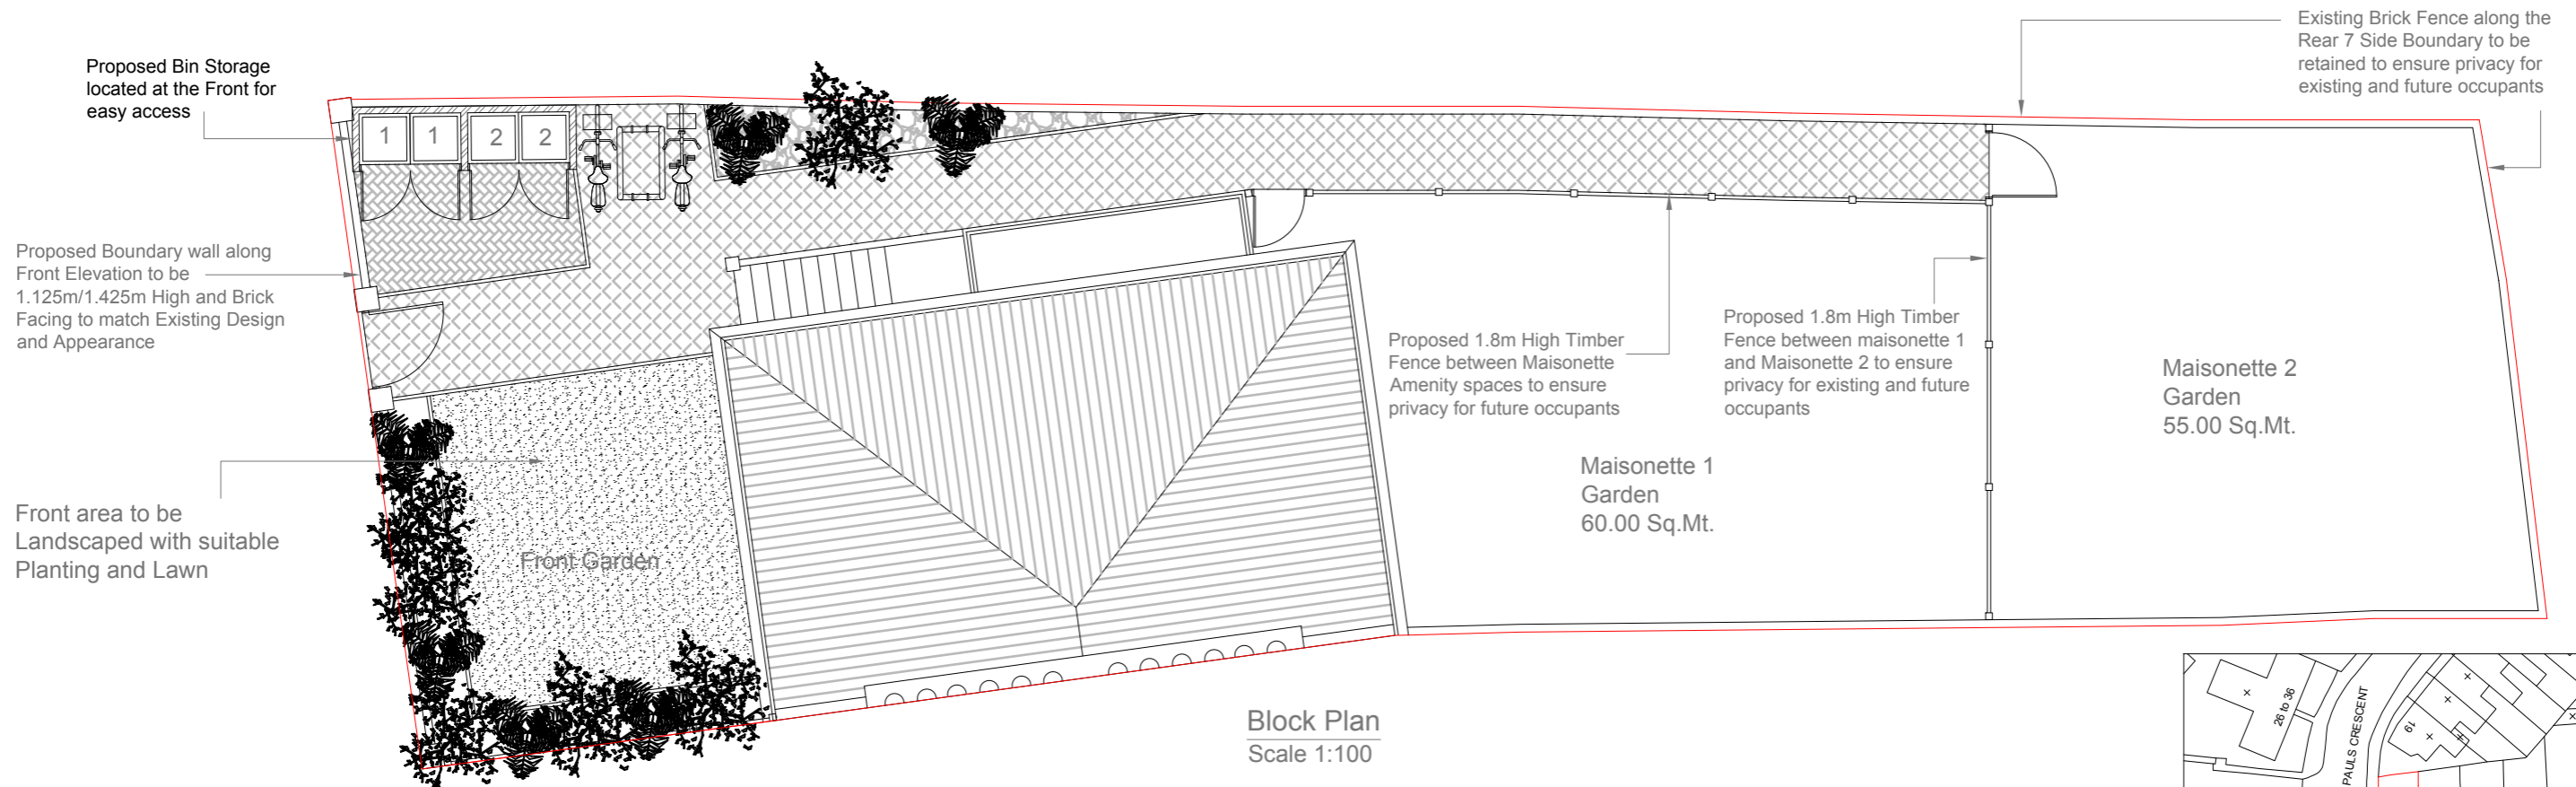 Existing Brick Fence along the
Rear 7 Side Boundary to be
retained to ensure privacy for
existing and future occupants
Proposed Bin Storage
located at the Front for
easy access
1 1 2 2
Proposed Boundary wall along
Front Elevation to be
1.125m/1.425m High and Brick
Facing to match Existing Design
and Appearance
Proposed 1.8m High Timber
Fence between Maisonette
Amenity spaces to ensure
privacy for future occupants
Proposed 1.8m High Timber
Fence between maisonette 1
and Maisonette 2 to ensure
privacy for existing and future
occupants
Maisonette 2
Garden
55.00 Sq.Mt.
Maisonette 1
Garden
60.00 Sq.Mt.
Front area to be
Landscaped with suitable
Planting and Lawn
Front Garden
Block Plan
Scale 1:100
26 to 36
PAULS CRESCENT
19